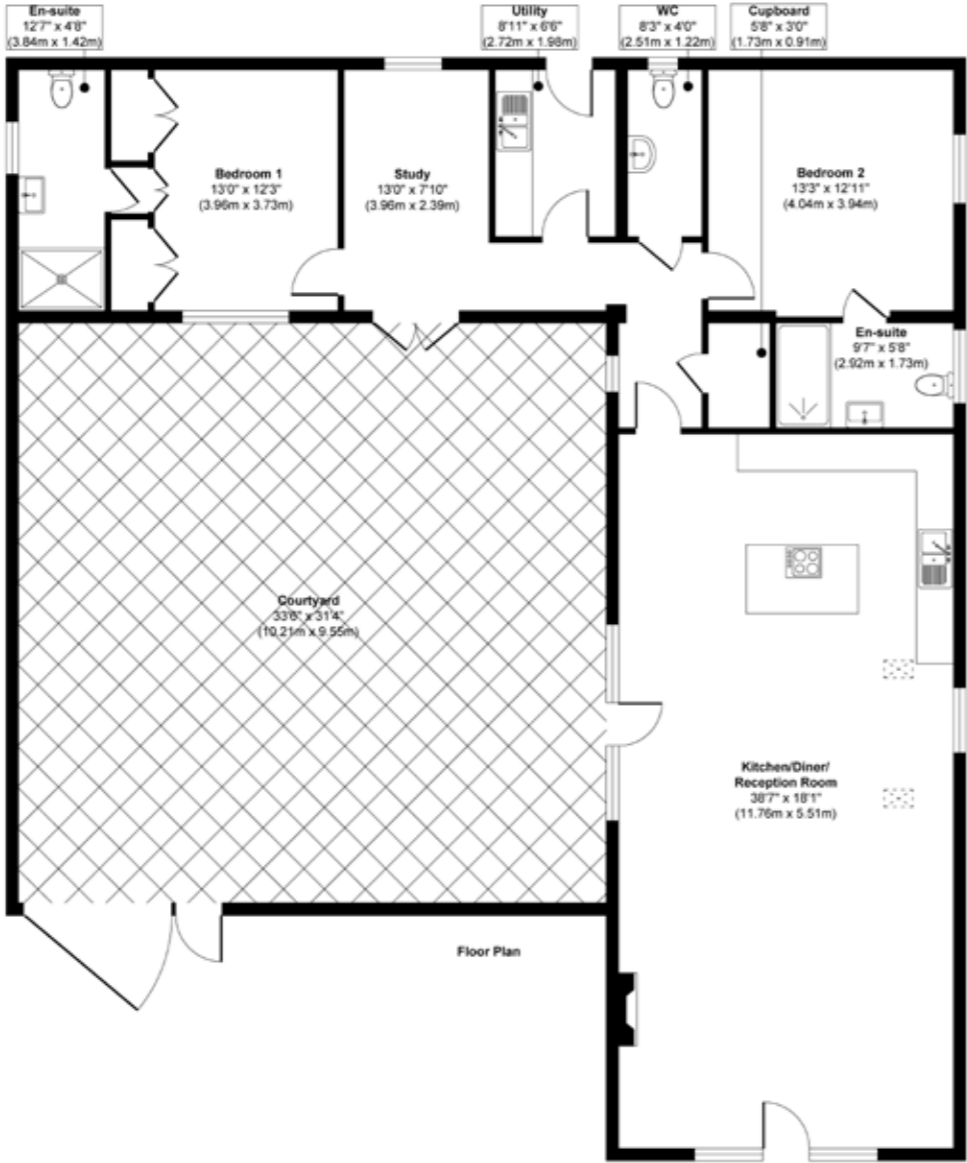 En-suite
12'7" x 4'8"
(3.84m x 1.42m)
Utility
8'11" x 6'6"
(2.72m x 1.98m)
WC
8'3" x 4'0"
(2.51m x 1.22m)
Cupboard
5'8" x 3'0"
(1.73m x 0.91m)
Bedroom 1
13'0" x 12'3"
(3.96m x 3.73m)
Study
13'0" x 7'10"
(3.96m x 2.39m)
Bedroom 2
13'3" x 12'11"
(4.04m x 3.94m)
En-suite
9'7" x 5'8"
(2.92m x 1.73m)
Courtyard
33'6" x 31'4"
(10.21m x 9.55m)
Kitchen/Diner/
Reception Room
38'7" x 18'1"
(11.76m x 5.51m)
Floor Plan